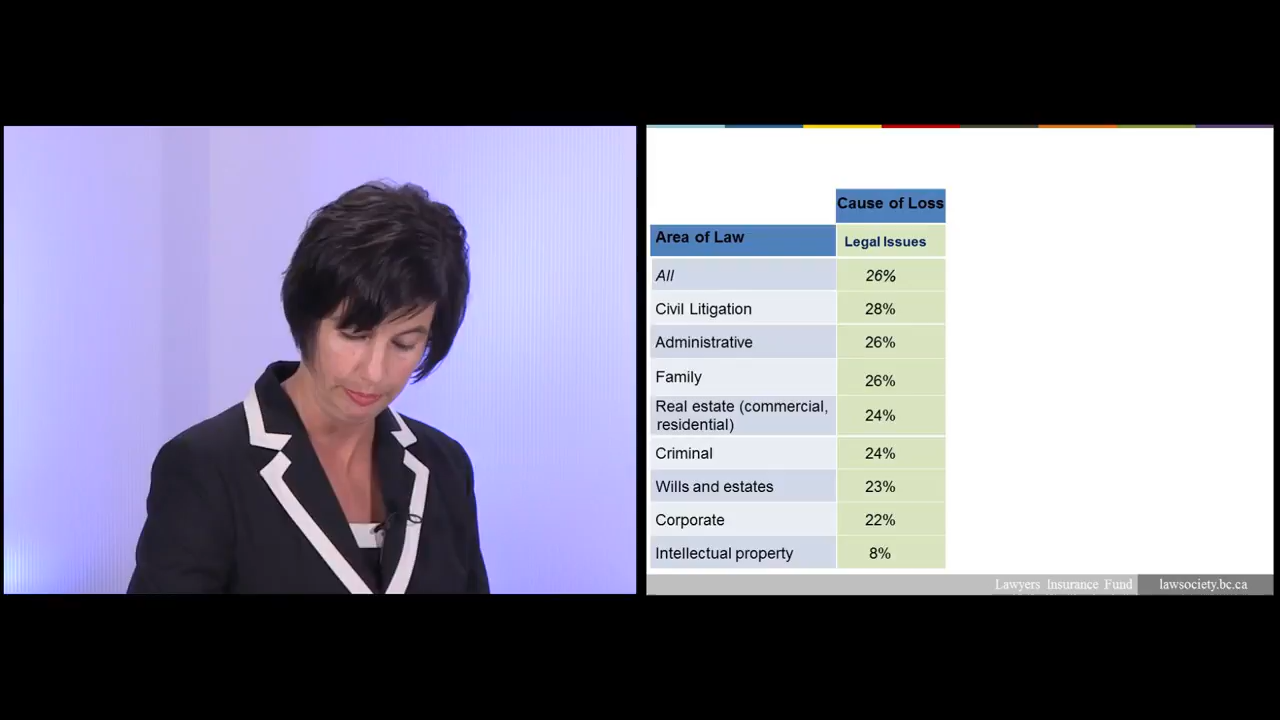 Cause of Loss
Area of Law Legal Issues
All 26%
Civil Litigation 28%
Administrative 26%
Family 26%
Real estate (commercial,
residential) 24%
Criminal 24%
Wills and estates 23%
Corporate 22%
Intellectual property 8%
Lawyers Insurance Fund lawsociety.bc.ca